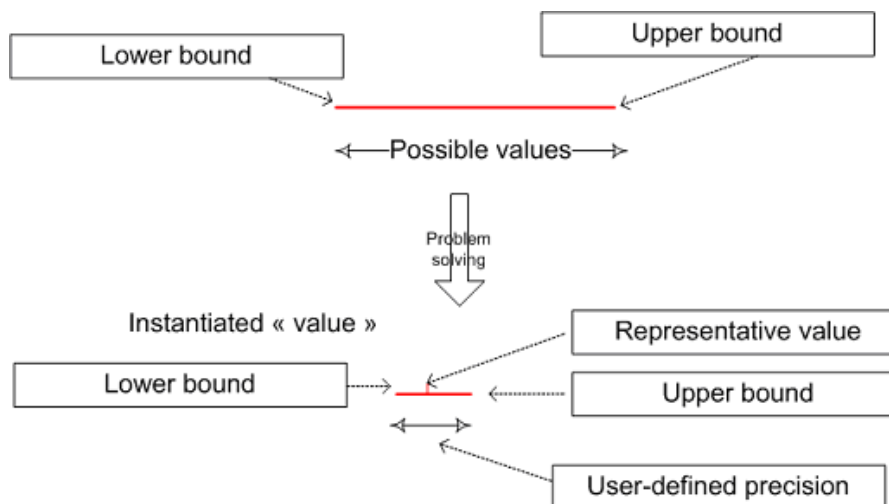 Upper bound
Lower bound
Possible values
Problem
solving
Instantiated « value »
Representative value
Lower bound
Upper bound
User-defined precision